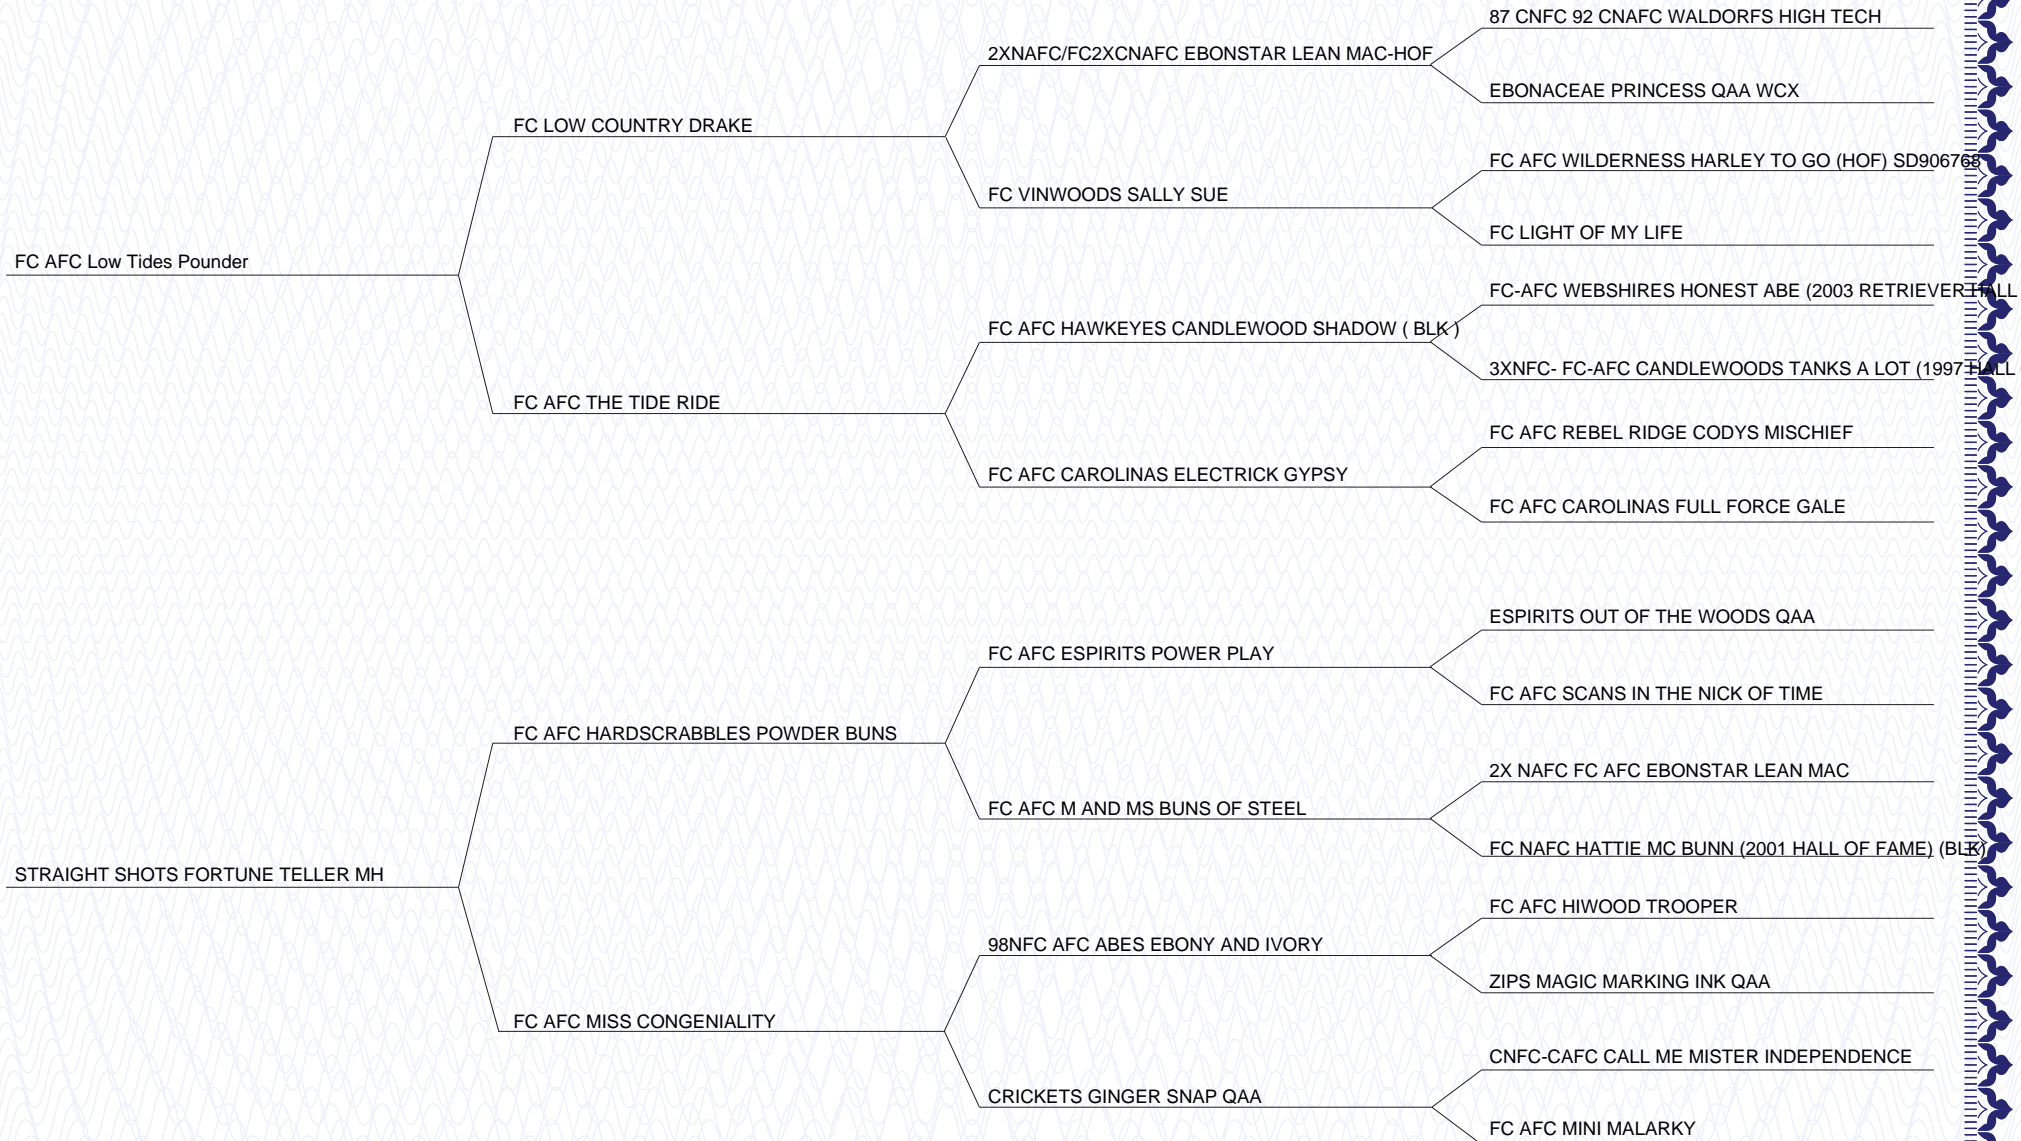 87 CNFC 92 CNAFC WALDORFS HIGH TECH
2XNAFC/FC2XCNAFC EBONSTAR LEAN MAC-HOF
EBONACEAE PRINCESS QAA WCX
FC LOW COUNTRY DRAKE
FC AFC WILDERNESS HARLEY TO GO (HOF) SD906768
FC VINWOODS SALLY SUE
FC LIGHT OF MY LIFE
FC AFC Low Tides Pounder
FC-AFC WEBSHIRES HONEST ABE (2003 RETRIEVER HALL
FC AFC HAWKEYES CANDLEWOOD SHADOW ( BLK )
3XNFC- FC-AFC CANDLEWOODS TANKS A LOT (1997 HALL
FC AFC THE TIDE RIDE
FC AFC REBEL RIDGE CODYS MISCHIEF
FC AFC CAROLINAS ELECTRICK GYPSY
FC AFC CAROLINAS FULL FORCE GALE
ESPIRITS OUT OF THE WOODS QAA
FC AFC ESPIRITS POWER PLAY
FC AFC SCANS IN THE NICK OF TIME
FC AFC HARDSCRABBLES POWDER BUNS
2X NAFC FC AFC EBONSTAR LEAN MAC
FC AFC M AND MS BUNS OF STEEL
FC NAFC HATTIE MC BUNN (2001 HALL OF FAME) (BLK)
STRAIGHT SHOTS FORTUNE TELLER MH
FC AFC HIWOOD TROOPER
98NFC AFC ABES EBONY AND IVORY
ZIPS MAGIC MARKING INK QAA
FC AFC MISS CONGENIALITY
CNFC-CAFC CALL ME MISTER INDEPENDENCE
CRICKETS GINGER SNAP QAA
FC AFC MINI MALARKY